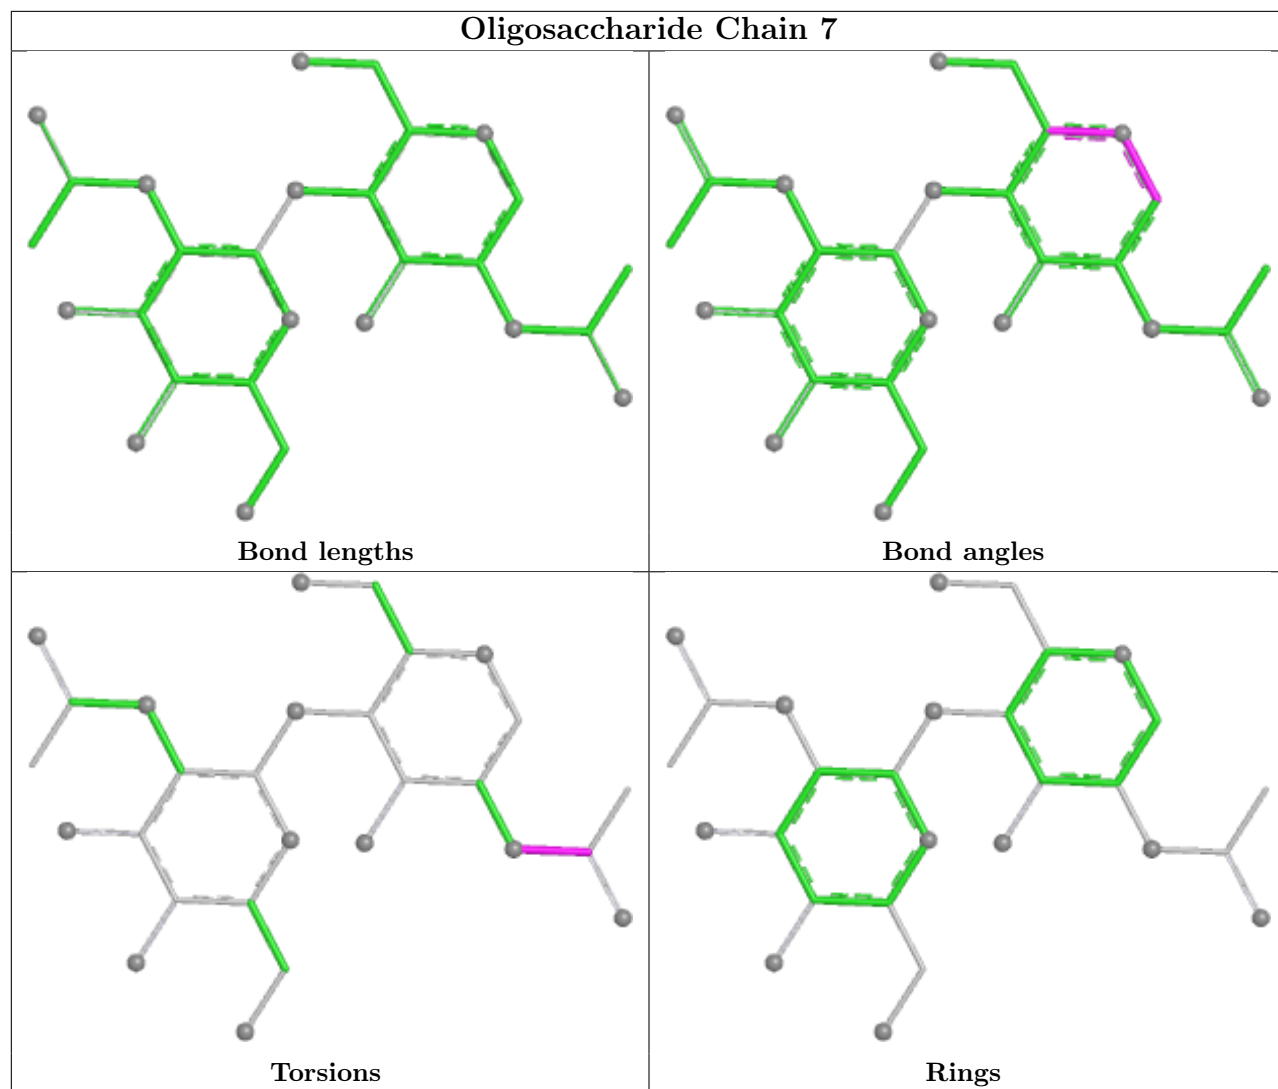 Oligosaccharide Chain 7
Bond lengths
Bond angles
Torsions
Rings